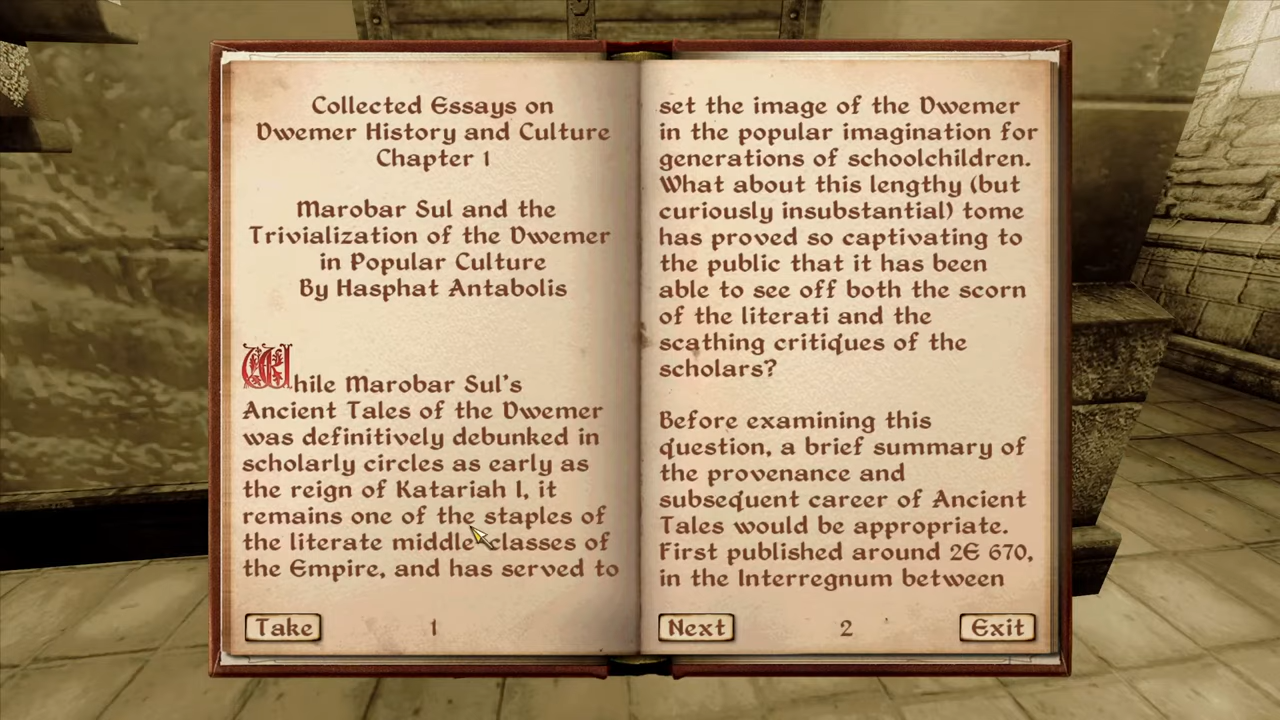 Collected Essays on
Dwemer History and Culture
Chapter 1
Marobar Sul and the
Trivialization of the Dwemer
in Popular Culture
By Hasphat Antabolis
While Marobar Sul's
Ancient Tales of the Dwemer
was definitively debunked in
scholarly circles as early as
the reign of Katariah I, it
remains one of the staples of
the literate middle classes of
the Empire, and has served to
Take
1
set the image of the Dwemer
in the popular imagination for
generations of schoolchildren.
What about this lengthy (but
curiously insubstantial) tome
has proved so captivating to
the public that it has been
able to see off both the scorn
of the literati and the
scathing critiques of the
scholars?
Before examining this
question, a brief summary of
the provenance and
subsequent career of Ancient
Tales would be appropriate.
First published around 2E 670,
in the Interregnum between
Next
2
Exit